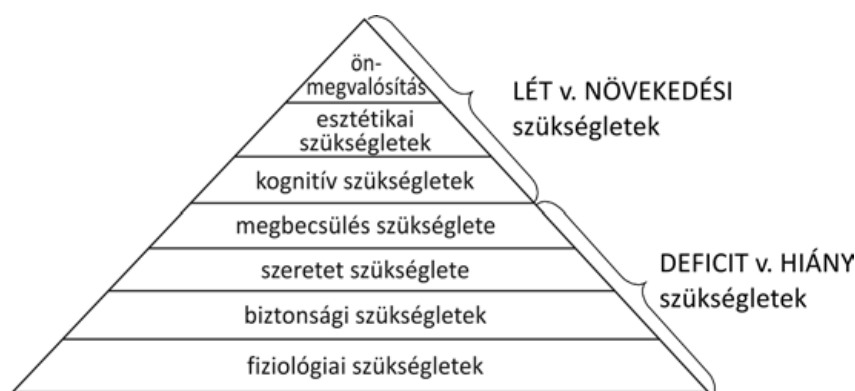 ön-
megvalósítás
esztétikai
szükségletek
kognitív szükségletek
megbecsülés szükséglete
szeretet szükséglete
biztonsági szükségletek
fiziológiai szükségletek
LÉT v. NÖVEKEDÉSI
szükségletek
DEFICIT v. HIÁNY
szükségletek